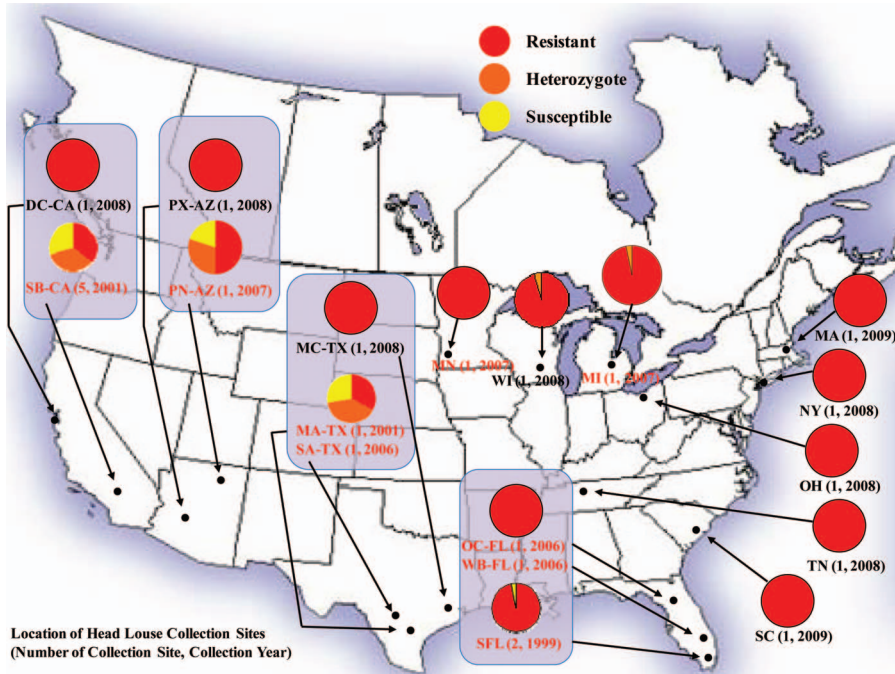 Resistant
Heterozygote
Susceptible
DC-CA (1, 2008)
PX-AZ (1, 2008)
SB-CA (5, 2001)
PN-AZ (1, 2007)
MC-TX (1, 2008)
MN (1, 2007)
WI (1, 2008)
MI (1, 2007)
MA (1, 2009)
MA-TX (1, 2001)
SA-TX (1, 2006)
NY (1, 2008)
OH (1, 2008)
OC-FL (1, 2006)
WB-FL (1, 2006)
TN (1, 2008)
SC (1, 2009)
SFL (2, 1999)
Location of Head Louse Collection Sites
(Number of Collection Site, Collection Year)